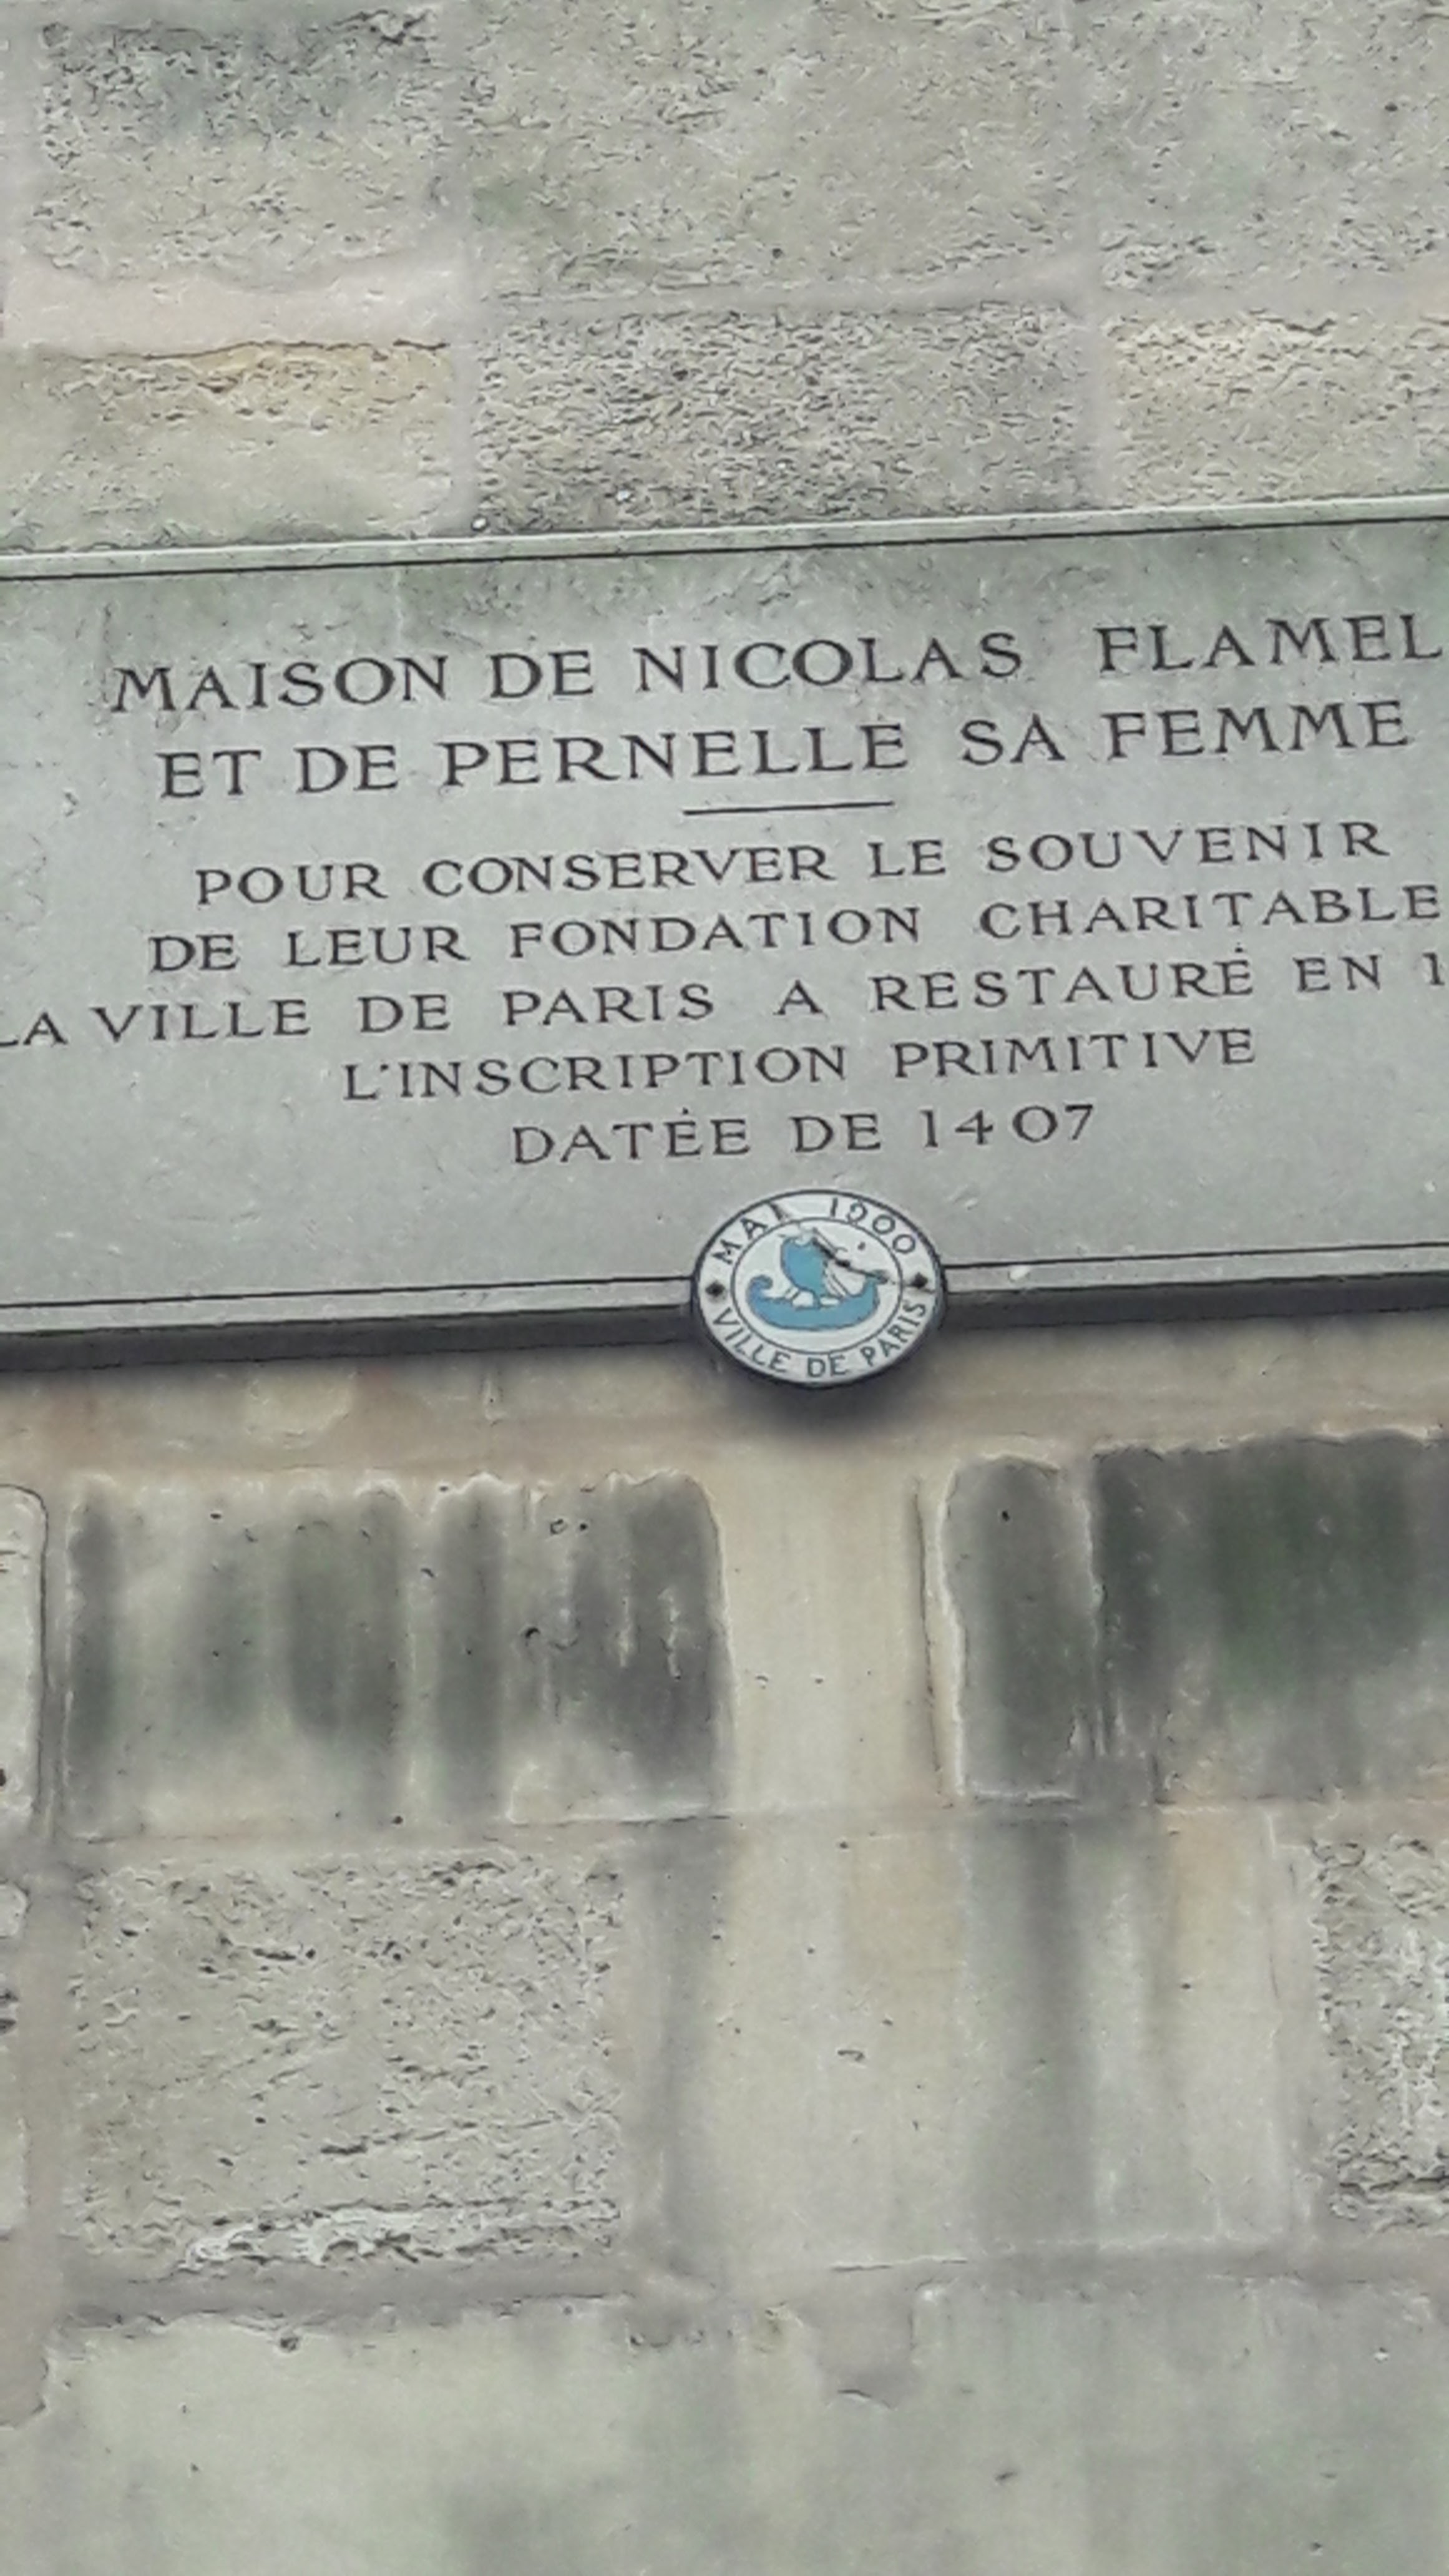 MAISON DE NICOLAS FLAMEL
ET DE PERNELLE SA FEMME
POUR CONSERVER LE SOUVENIR
DE LEUR FONDATION CHARITABLE
LA VILLE DE PARIS A RESTAURÉ EN 1
L'INSCRIPTION PRIMITIVE
DATÉE DE 1407
MAI 1900
VILLE DE PARIS